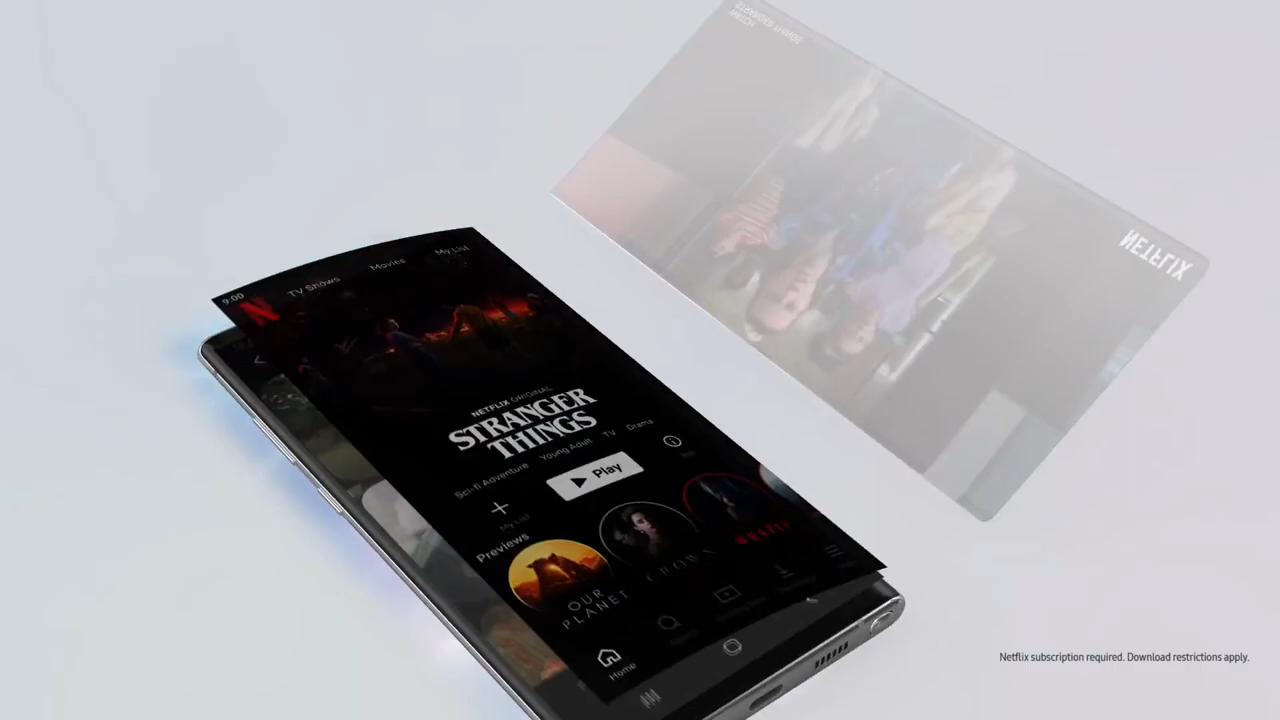 9:00
N
TV Shows
Movies
My List
NETFLIX ORIGINAL
STRANGER
THINGS
Sci-fi Adventure
Young Adult
TV
Drama
Play
My List
Previews
OUR
PLANET
CROWN
Home
NETFLIX
Netflix subscription required. Download restrictions apply.